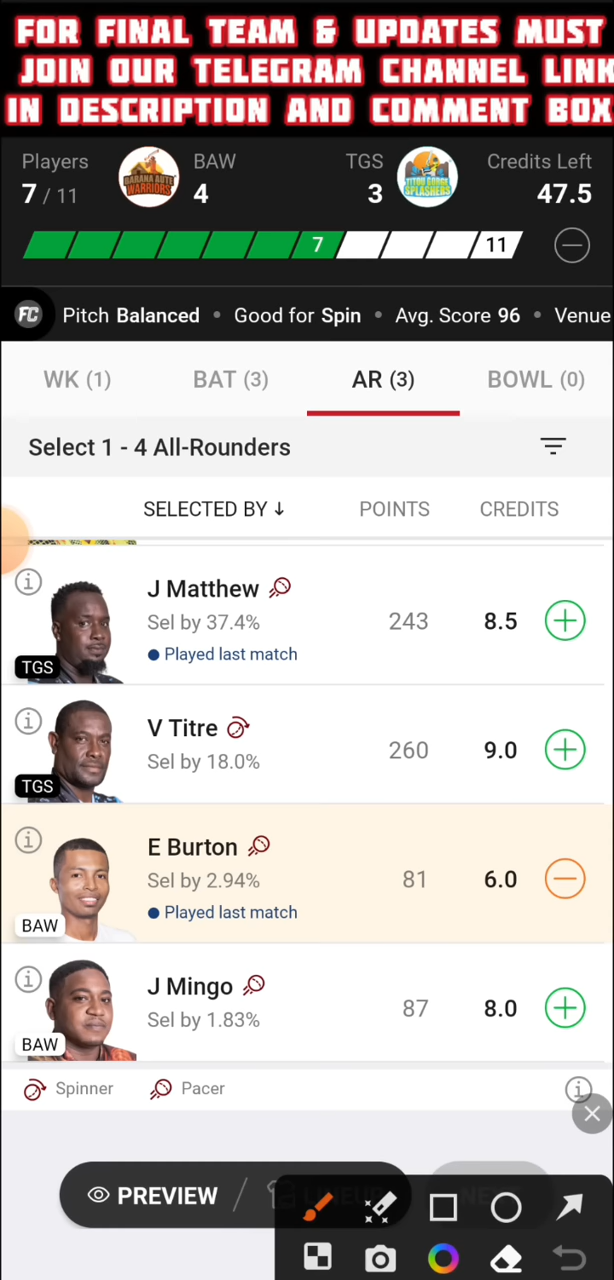 FOR FINAL TEAM & UPDATES MUST
JOIN OUR TELEGRAM CHANNEL LINK
IN DESCRIPTION AND COMMENT BOX
Players BAW TGS Credits Left
7 / 11 4 3 47.5
7 11
FC Pitch Balanced • Good for Spin • Avg. Score 96 • Venue
WK (1) BAT (3) AR (3) BOWL (0)
Select 1 - 4 All-Rounders
SELECTED BY ↓ POINTS CREDITS
J Matthew
Sel by 37.4% 243 8.5
Played last match
TGS
V Titre
Sel by 18.0% 260 9.0
TGS
E Burton
Sel by 2.94% 81 6.0
Played last match
BAW
J Mingo
Sel by 1.83% 87 8.0
BAW
Spinner Pacer
PREVIEW /